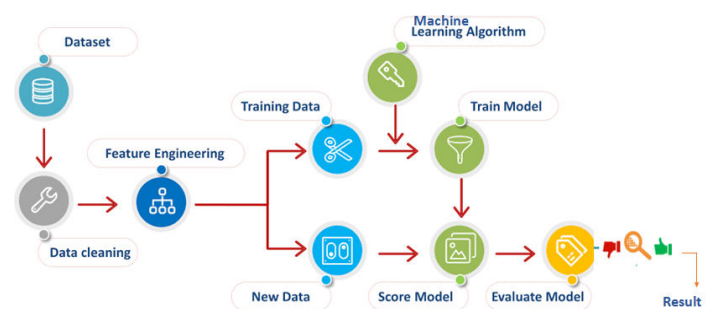 Dataset
Machine
Learning Algorithm
Training Data
Train Model
Feature Engineering
Data cleaning
New Data
Score Model
Evaluate Model
Result